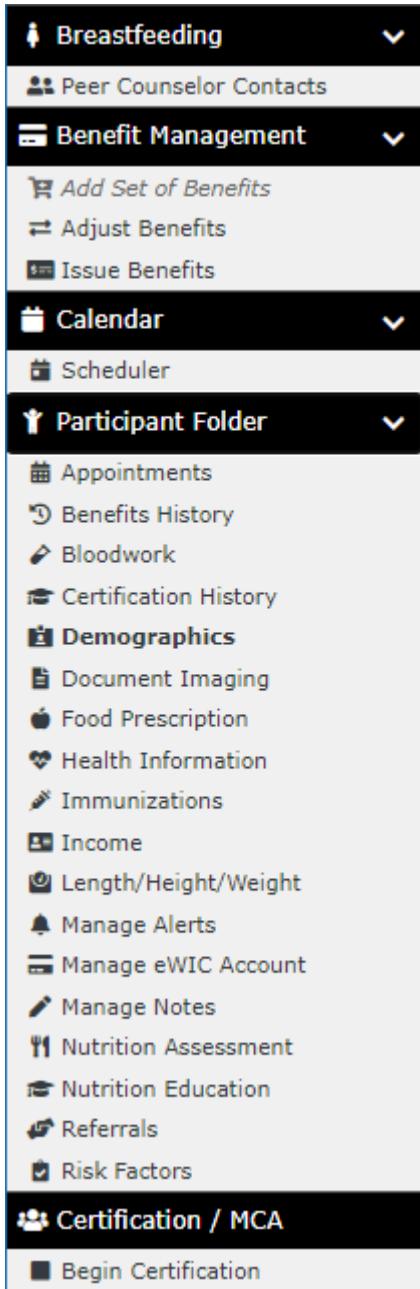 Breastfeeding
Peer Counselor Contacts
Benefit Management
Add Set of Benefits
Adjust Benefits
Issue Benefits
Calendar
Scheduler
Participant Folder
Appointments
Benefits History
Bloodwork
Certification History
Demographics
Document Imaging
Food Prescription
Health Information
Immunizations
Income
Length/Height/Weight
Manage Alerts
Manage eWIC Account
Manage Notes
Nutrition Assessment
Nutrition Education
Referrals
Risk Factors
Certification / MCA
Begin Certification